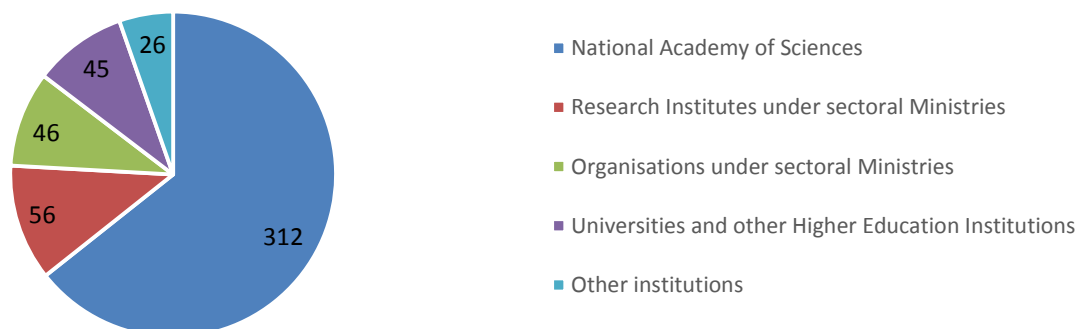 26
45
46
56
312
National Academy of Sciences
Research Institutes under sectoral Ministries
Organisations under sectoral Ministries
Universities and other Higher Education Institutions
Other institutions